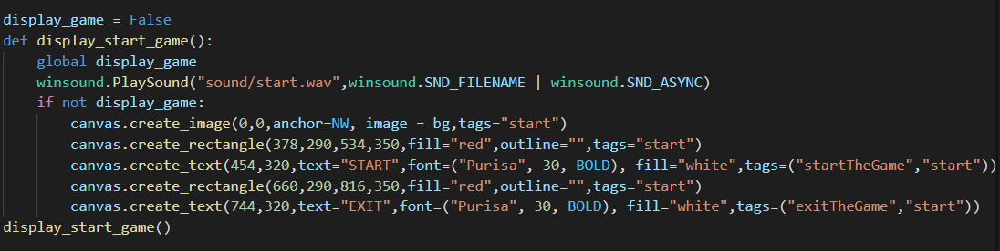 display_game = False
def display_start_game():
    global display_game
    winsound.PlaySound("sound/start.wav",winsound.SND_FILENAME | winsound.SND_ASYNC)
    if not display_game:
        canvas.create_image(0,0,anchor=NW, image = bg,tags="start")
        canvas.create_rectangle(378,290,534,350,fill="red",outline="",tags="start")
        canvas.create_text(454,320,text="START",font=("Purisa", 30, BOLD), fill="white",tags=("startTheGame","start"))
        canvas.create_rectangle(660,290,816,350,fill="red",outline="",tags="start")
        canvas.create_text(744,320,text="EXIT",font=("Purisa", 30, BOLD), fill="white",tags=("exitTheGame","start"))
display_start_game()